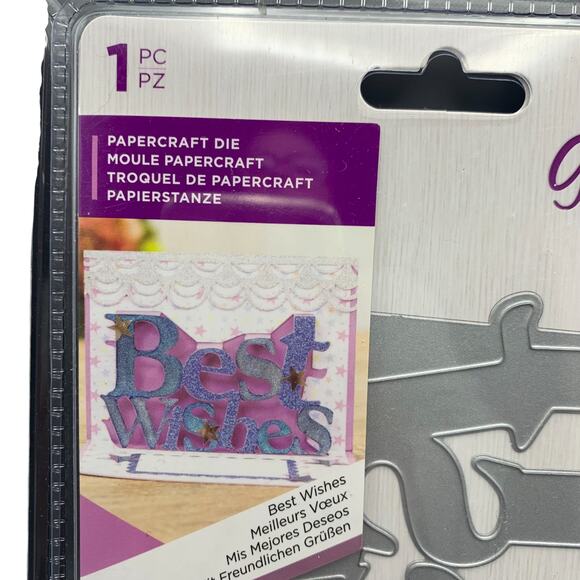 1 PC
PZ
PAPERCRAFT DIE
MOULE PAPERCRAFT
TROQUEL DE PAPERCRAFT
PAPIERSTANZE
Best
Wishes
Best Wishes
Meilleurs Vœux
Mis Mejores Deseos
Freundlichen Grüßen